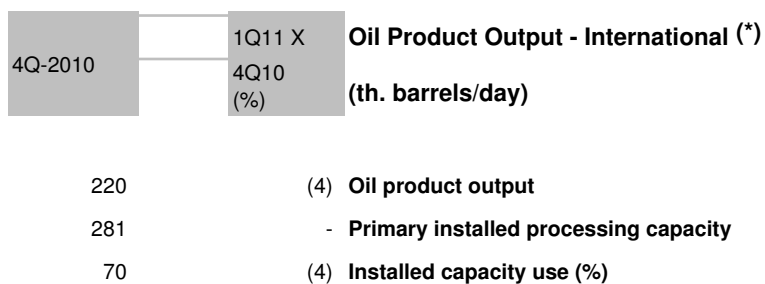 4Q-2010 1Q11 X 4Q10 (%) Oil Product Output - International (*) (th. barrels/day)
220 (4) Oil product output
281 - Primary installed processing capacity
70 (4) Installed capacity use (%)